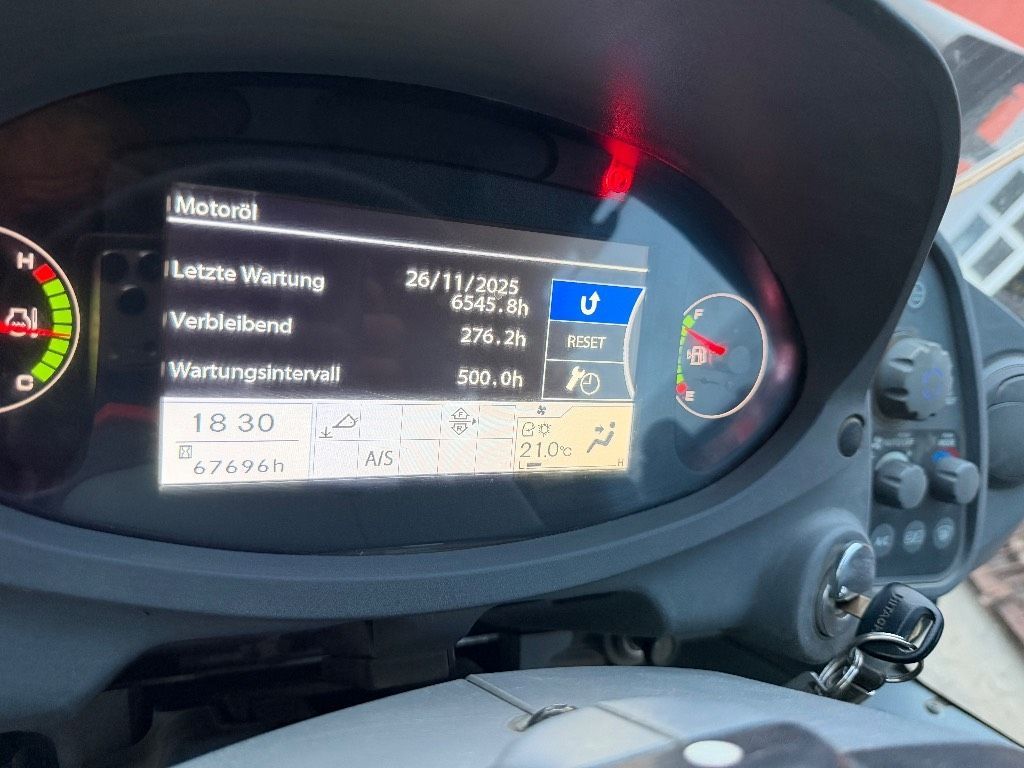 Motoröl
Letzte Wartung 26/11/2025
6545.8h
Verbleibend 276.2h
RESET
Wartungsintervall 500.0h
18 30
F
R
A/S
67696h
21.0°C
L H
H
C
F
E
HITACHI
A/C